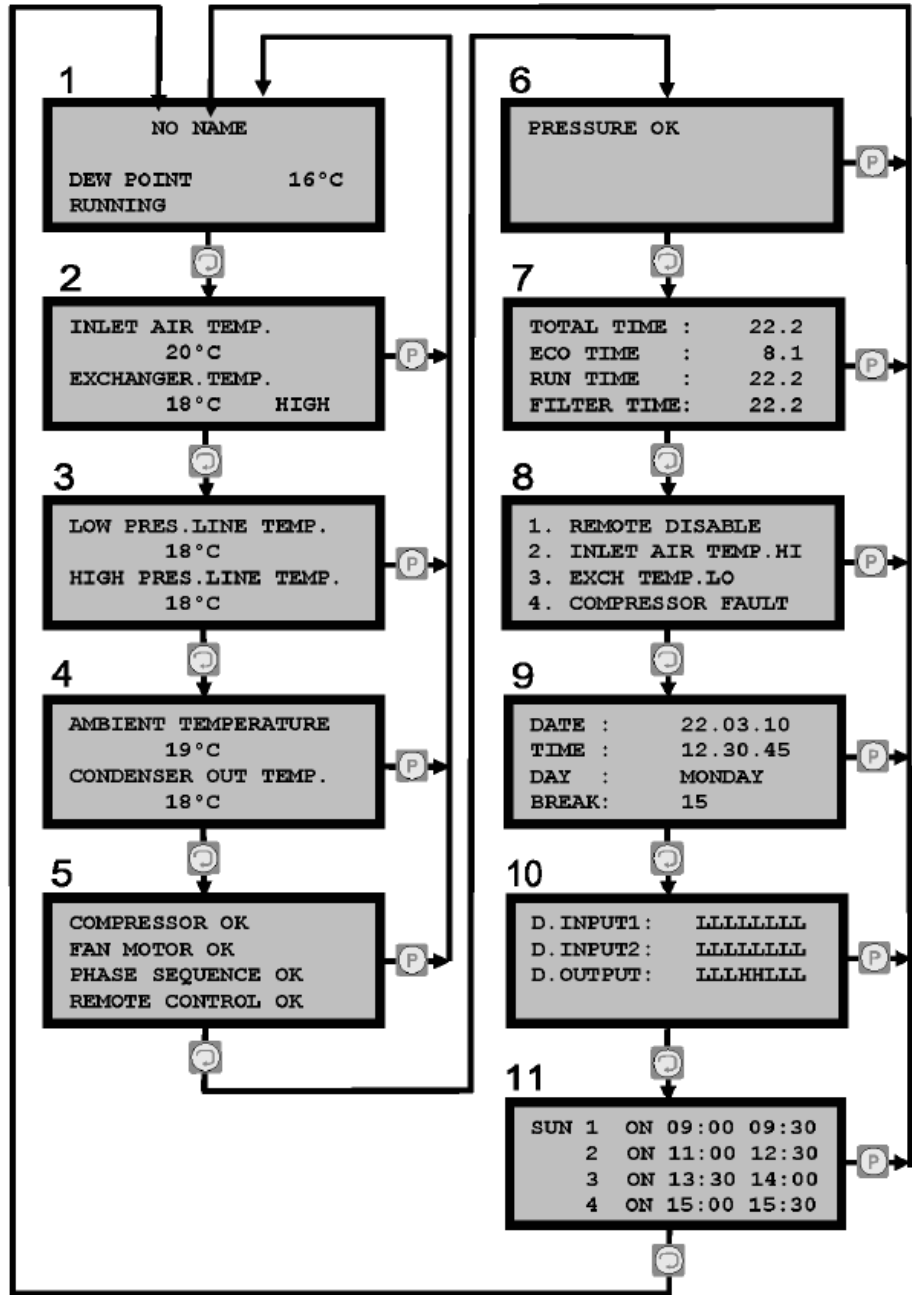 1
NO NAME
DEW POINT 16°C
RUNNING
2
INLET AIR TEMP.
20°C
EXCHANGER.TEMP.
18°C HIGH
P
3
LOW PRES.LINE TEMP.
18°C
HIGH PRES.LINE TEMP.
18°C
P
4
AMBIENT TEMPERATURE
19°C
CONDENSER OUT TEMP.
18°C
P
5
COMPRESSOR OK
FAN MOTOR OK
PHASE SEQUENCE OK
REMOTE CONTROL OK
P
6
PRESSURE OK
P
7
TOTAL TIME : 22.2
ECO TIME : 8.1
RUN TIME : 22.2
FILTER TIME: 22.2
P
8
1. REMOTE DISABLE
2. INLET AIR TEMP.HI
3. EXCH TEMP.LO
4. COMPRESSOR FAULT
P
9
DATE : 22.03.10
TIME : 12.30.45
DAY : MONDAY
BREAK: 15
P
10
D.INPUT1: LLLLLLLL
D.INPUT2: LLLLLLLL
D.OUTPUT: LLLHHLLL
P
11
SUN 1 ON 09:00 09:30
2 ON 11:00 12:30
3 ON 13:30 14:00
4 ON 15:00 15:30
P